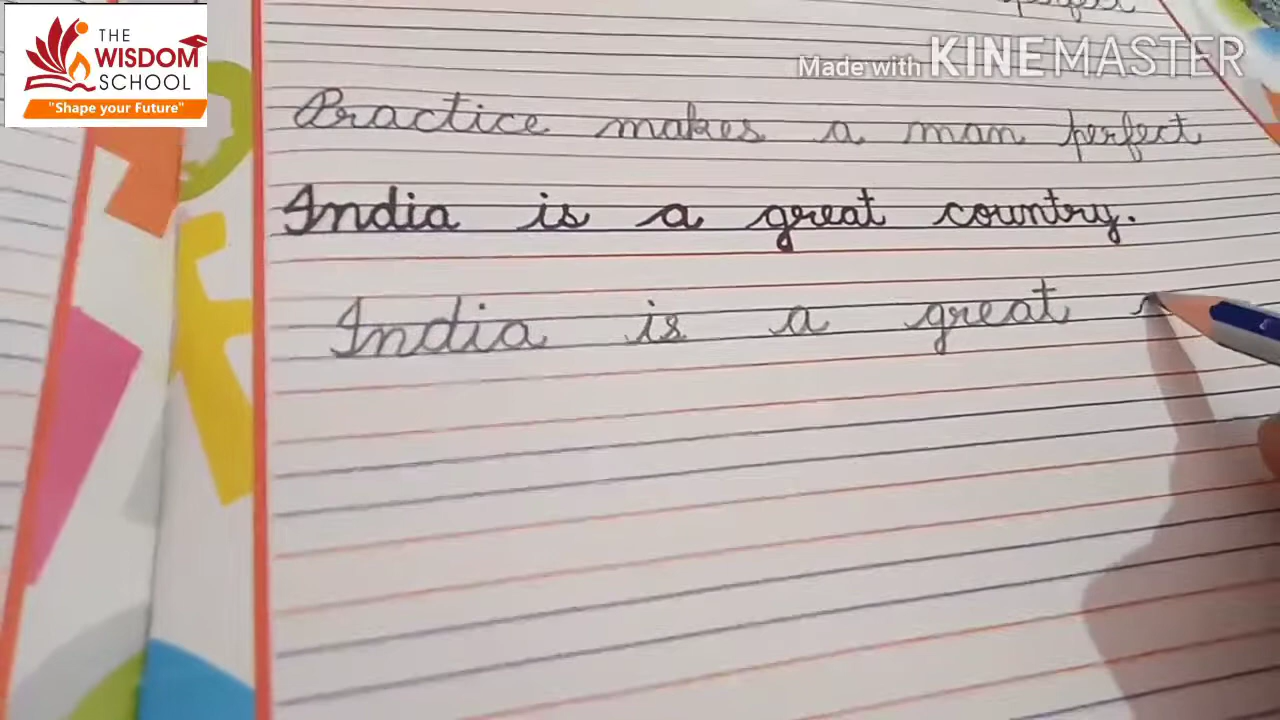 THE
WISDOM
SCHOOL
"Shape your Future"
Made with KINEMASTER
perfect
Practice makes a man perfect
India is a great country.
India is a great